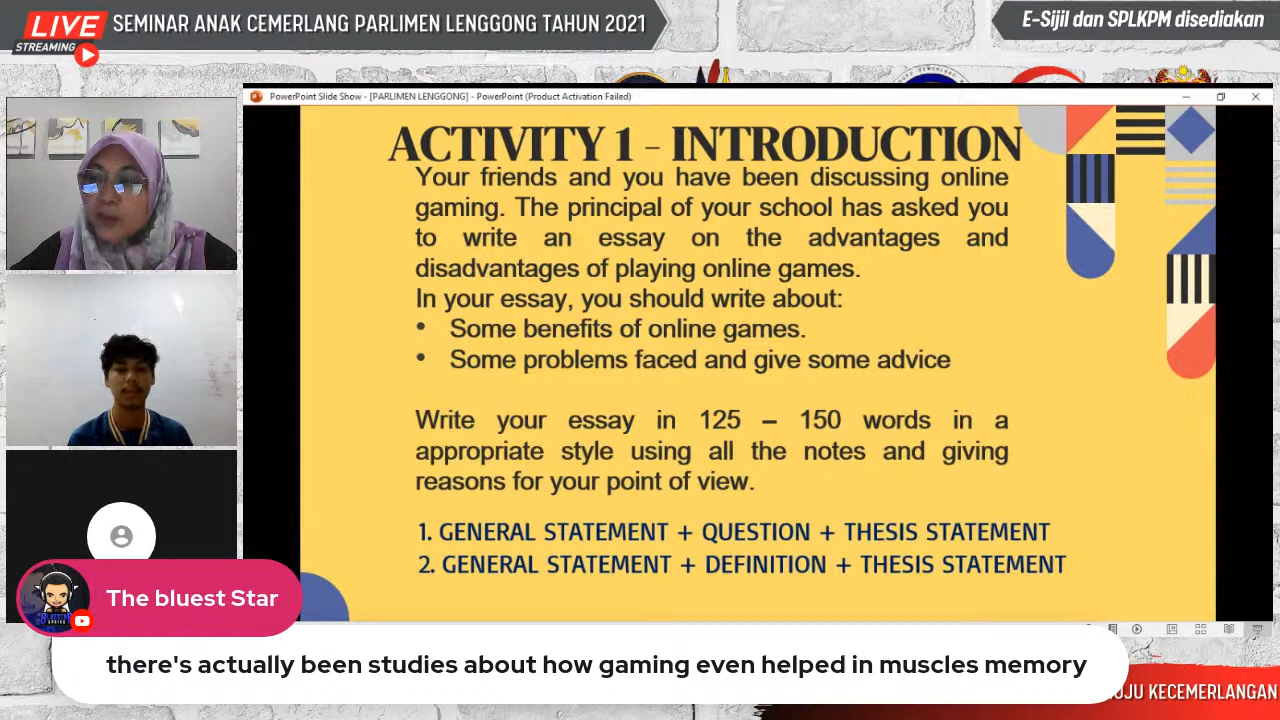 LIVE
STREAMING
SEMINAR ANAK CEMERLANG PARLIMEN LENGGONG TAHUN 2021
E-Sijil dan SPLKPM disediakan
PowerPoint Slide Show - [PARLIMEN LENGGONG] - PowerPoint (Product Activation Failed)
ACTIVITY 1 - INTRODUCTION
Your friends and you have been discussing online
gaming. The principal of your school has asked you
to write an essay on the advantages and
disadvantages of playing online games.
In your essay, you should write about:
• Some benefits of online games.
• Some problems faced and give some advice
Write your essay in 125 – 150 words in a
appropriate style using all the notes and giving
reasons for your point of view.
1. GENERAL STATEMENT + QUESTION + THESIS STATEMENT
2. GENERAL STATEMENT + DEFINITION + THESIS STATEMENT
The bluest Star
there's actually been studies about how gaming even helped in muscles memory
KECEMERLANGAN